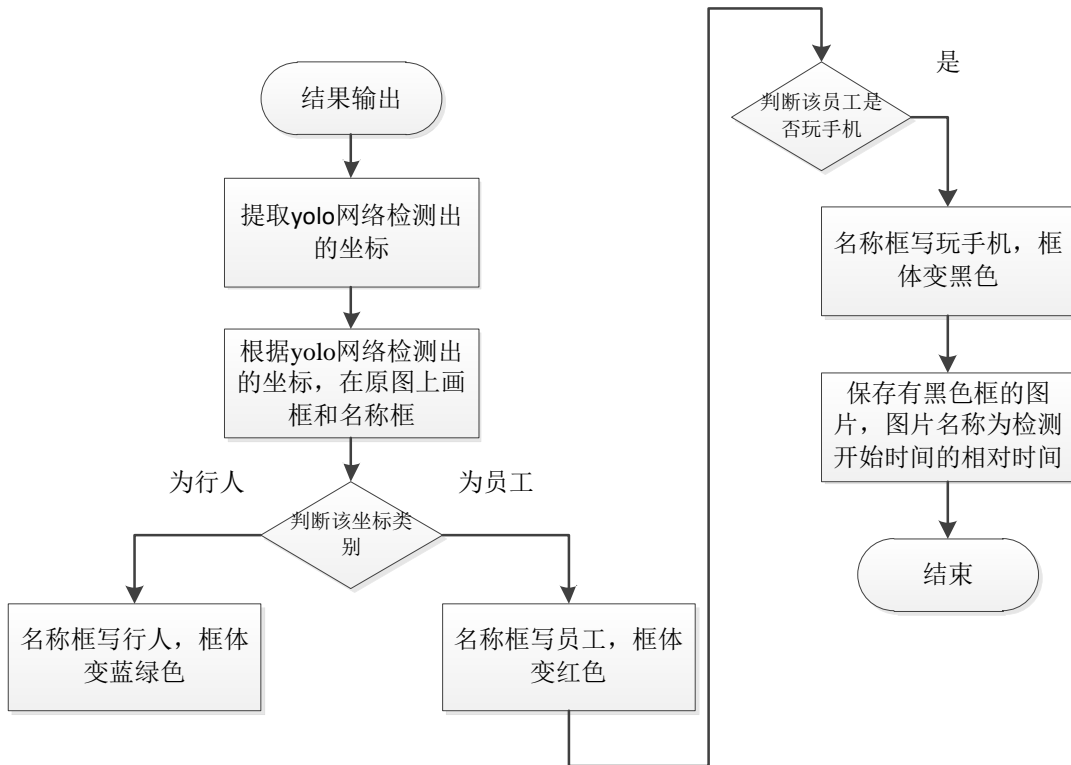 结果输出
提取yolo网络检测出
的坐标
根据yolo网络检测出
的坐标，在原图上画
框和名称框
为行人
为员工
判断该坐标类
别
名称框写行人，框体
变蓝绿色
名称框写员工，框体
变红色
判断该员工是
否玩手机
是
名称框写玩手机，框
体变黑色
保存有黑色框的图
片，图片名称为检测
开始时间的相对时间
结束